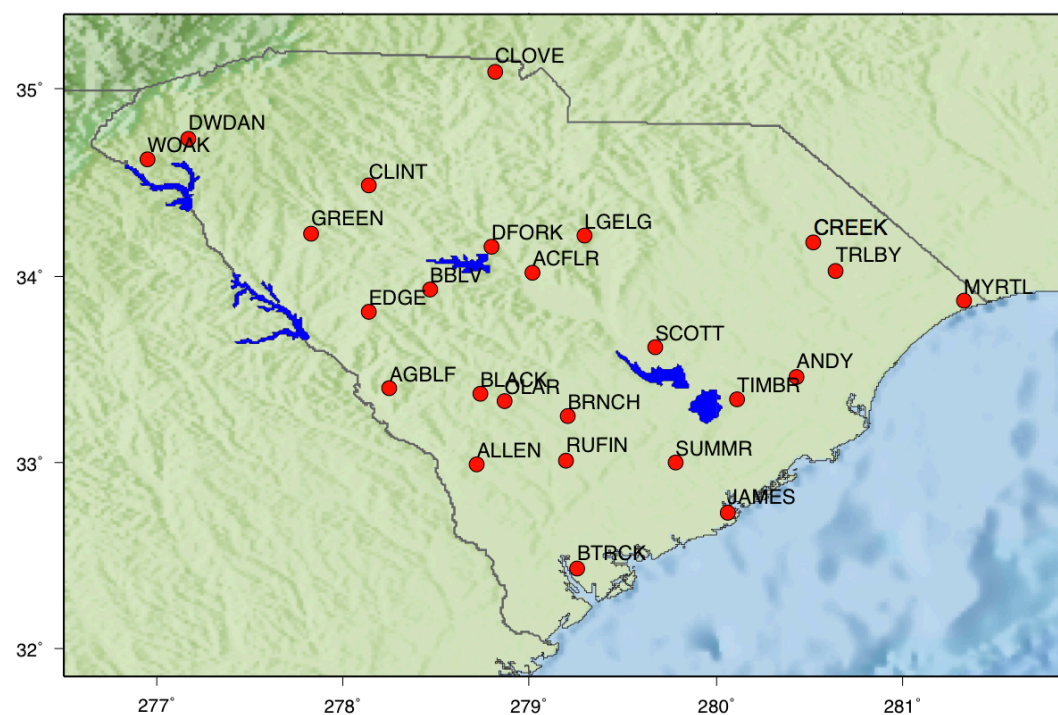 CLOVE
35°
DWDAN
WOAK
CLINT
GREEN
LGELG
CREEK
DFORK
TRLBY
ACFLR
34°
BBLV
MYRTL
EDGE
SCOTT
ANDY
AGBLF
BLACK
TIMBR
OLAR
BRNCH
33°
ALLEN
RUFIN
SUMMR
JAMES
BTRCK
32°
277° 278° 279° 280° 281°